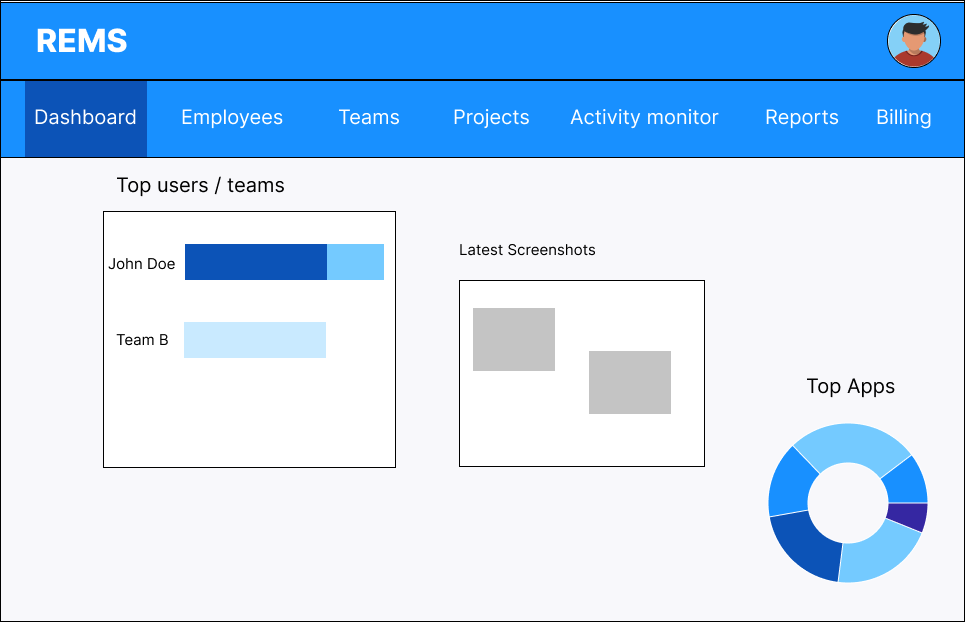 REMS
Dashboard Employees Teams Projects Activity monitor Reports Billing
Top users / teams
John Doe
Team B
Latest Screenshots
Top Apps